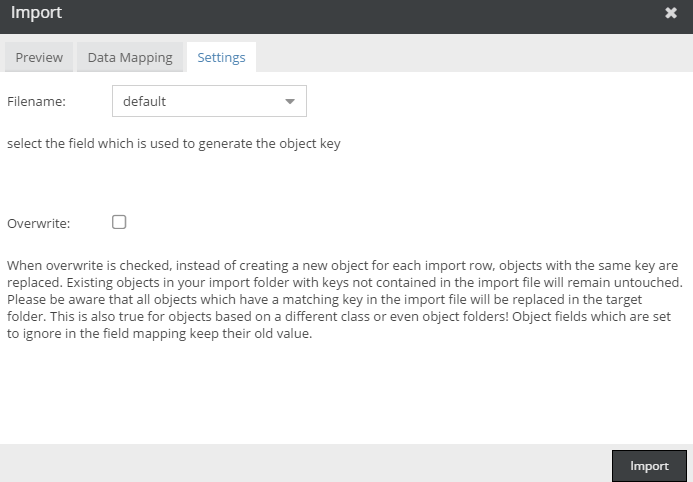 Import
Preview
Data Mapping
Settings
Filename:
default
select the field which is used to generate the object key
Overwrite:
When overwrite is checked, instead of creating a new object for each import row, objects with the same key are
replaced. Existing objects in your import folder with keys not contained in the import file will remain untouched.
Please be aware that all objects which have a matching key in the import file will be replaced in the target
folder. This is also true for objects based on a different class or even object folders! Object fields which are set
to ignore in the field mapping keep their old value.
Import